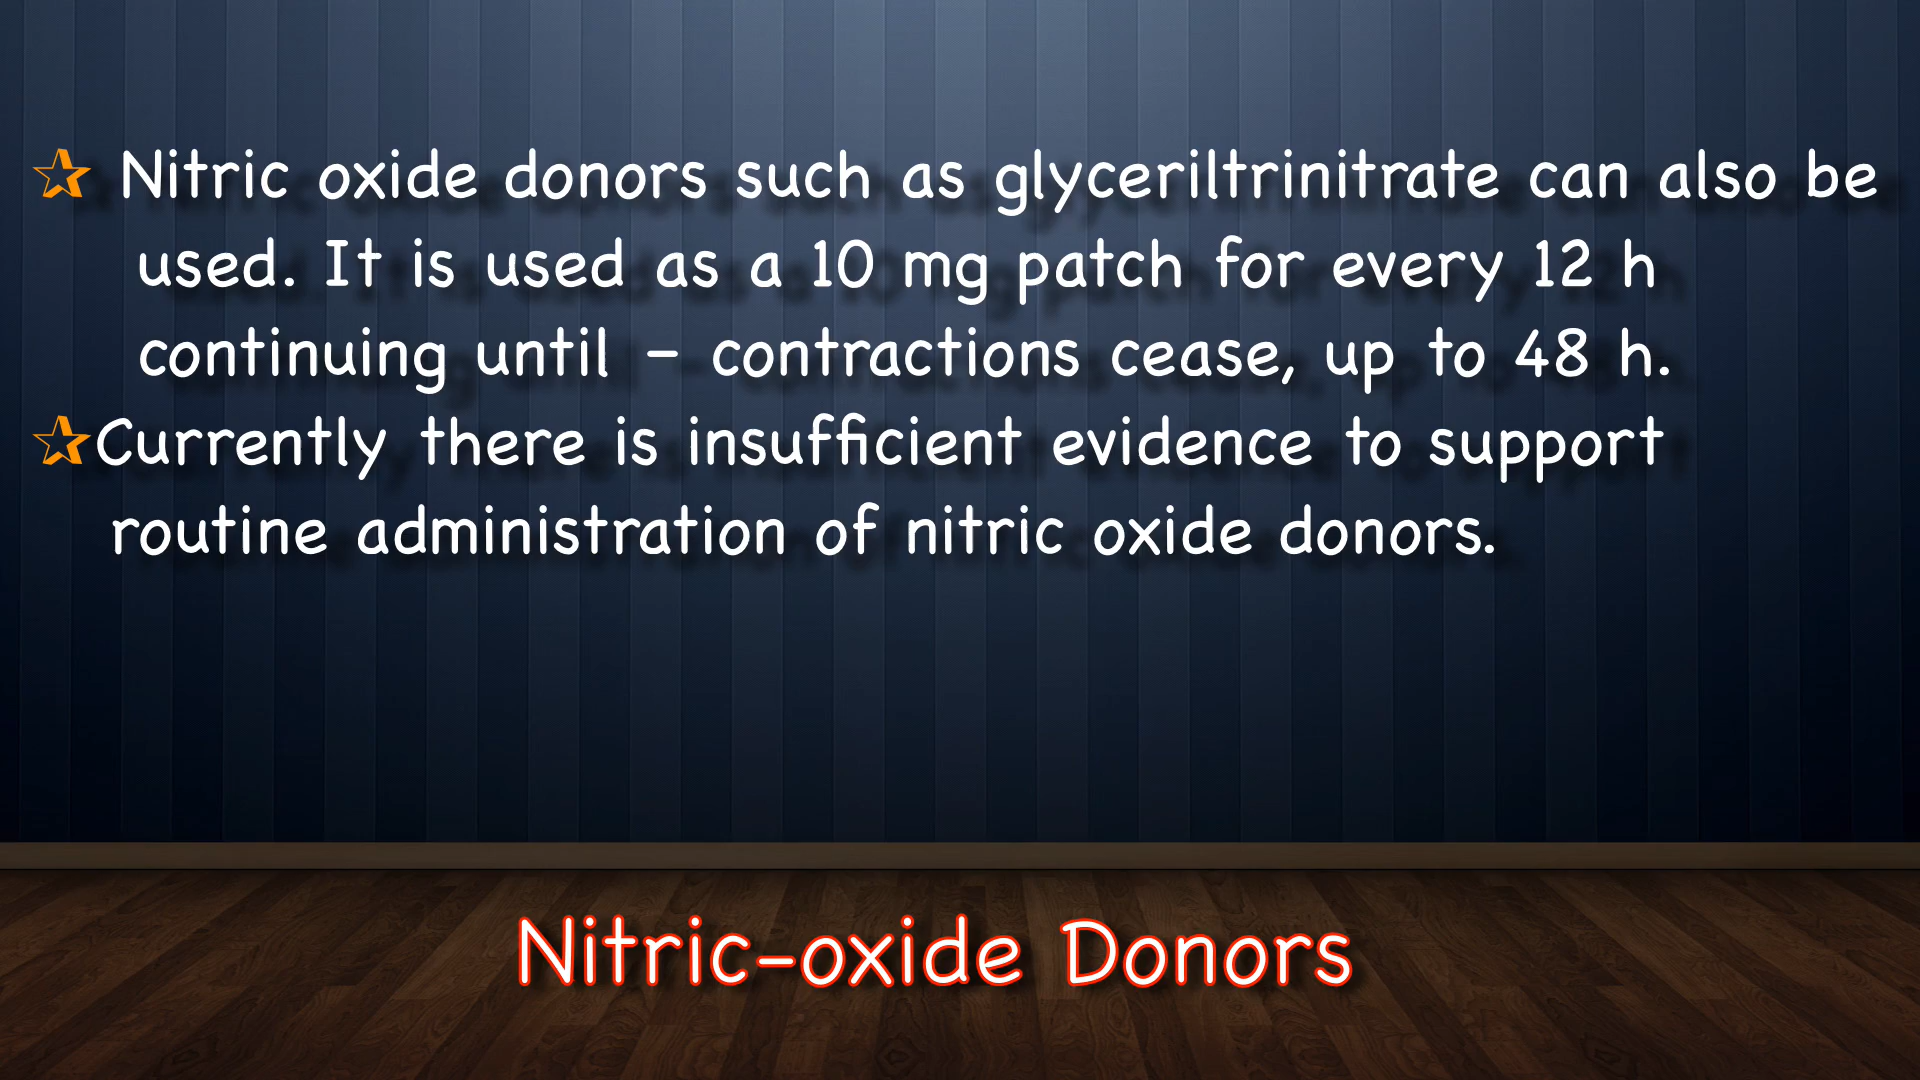 ☆ Nitric oxide donors such as glyceriltrinitrate can also be
used. It is used as a 10 mg patch for every 12 h
continuing until – contractions cease, up to 48 h.
☆Currently there is insufficient evidence to support
routine administration of nitric oxide donors.
Nitric-oxide Donors